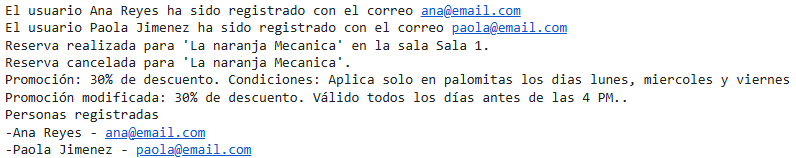 El usuario Ana Reyes ha sido registrado con el correo ana@email.com
El usuario Paola Jimenez ha sido registrado con el correo paola@email.com
Reserva realizada para 'La naranja Mecanica' en la sala Sala 1.
Reserva cancelada para 'La naranja Mecanica'.
Promoción: 30% de descuento. Condiciones: Aplica solo en palomitas los dias lunes, miercoles y viernes
Promoción modificada: 30% de descuento. Válido todos los días antes de las 4 PM..
Personas registradas
-Ana Reyes - ana@email.com
-Paola Jimenez - paola@email.com